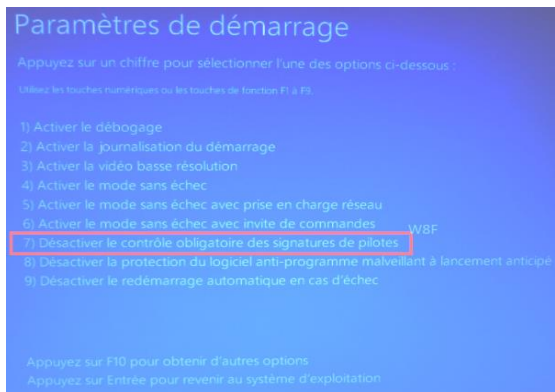 Paramètres de démarrage
Appuyez sur un chiffre pour sélectionner l'une des options ci-dessous :
Utilisez les touches numériques ou les touches de fonction F1 à F9.
1) Activer le débogage
2) Activer la journalisation du démarrage
3) Activer la vidéo basse résolution
4) Activer le mode sans échec
5) Activer le mode sans échec avec prise en charge réseau
6) Activer le mode sans échec avec invite de commandes
W8F
7) Désactiver le contrôle obligatoire des signatures de pilotes
8) Désactiver la protection du logiciel anti-programme malveillant à lancement anticipé
9) Désactiver le redémarrage automatique en cas d'échec
Appuyez sur F10 pour obtenir d'autres options
Appuyez sur Entrée pour revenir au système d'exploitation